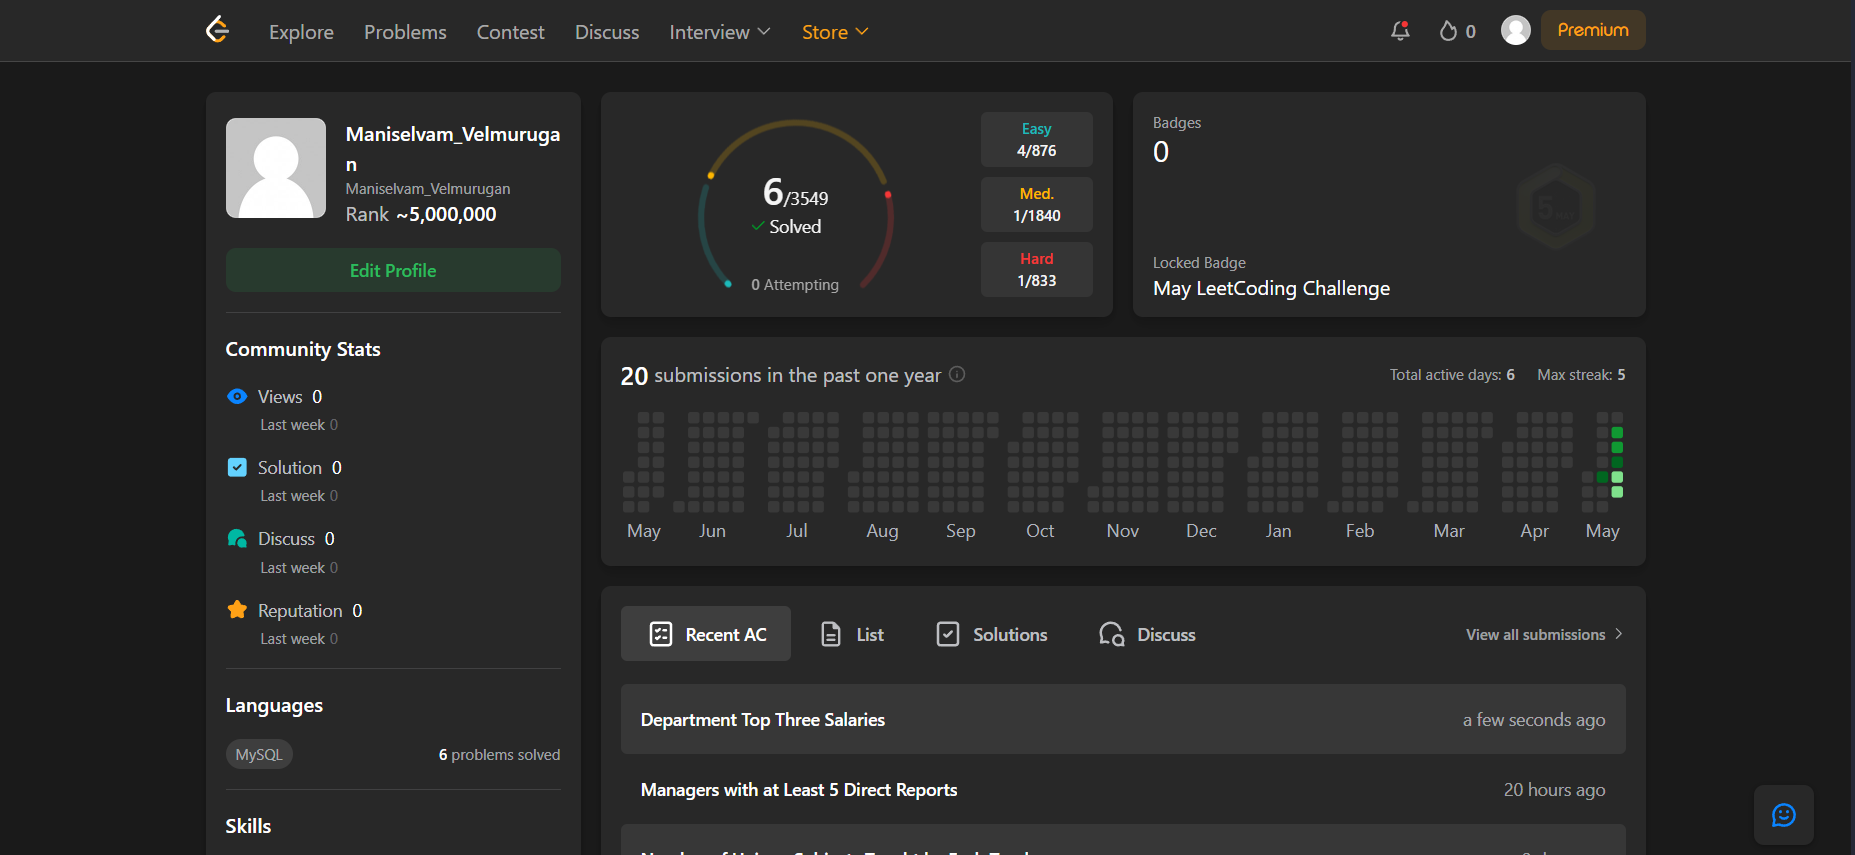 Explore Problems Contest Discuss Interview Store 0 Premium
Maniselvam_Velmuruga
n
Maniselvam_Velmurugan
Rank ~5,000,000
Edit Profile
Community Stats
Views 0
Last week 0
Solution 0
Last week 0
Discuss 0
Last week 0
Reputation 0
Last week 0
Languages
MySQL 6 problems solved
Skills
6/3549
Solved
0 Attempting
Easy
4/876
Med.
1/1840
Hard
1/833
Badges
0
Locked Badge
May LeetCoding Challenge
20 submissions in the past one year Total active days: 6 Max streak: 5
May Jun Jul Aug Sep Oct Nov Dec Jan Feb Mar Apr May
Recent AC List Solutions Discuss View all submissions
Department Top Three Salaries a few seconds ago
Managers with at Least 5 Direct Reports 20 hours ago